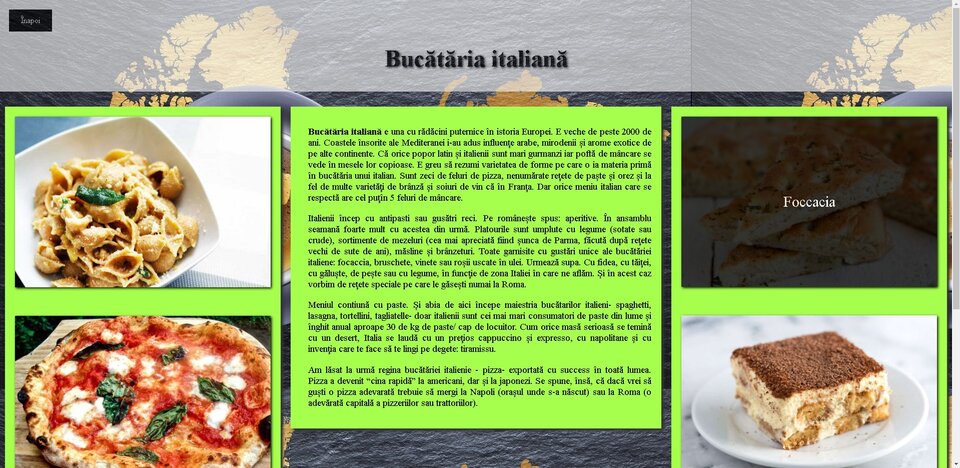 Înapoi
Bucătăria italiană
Bucătăria italiană e una cu rădăcini puternice în istoria Europei. E veche de peste 2000 de
ani. Coastele însorite ale Mediteranei i-au adus influențe arabe, mirodenii și arome exotice de
pe alte continente. Că orice popor latin și italienii sunt mari gurmanzi iar poftă de mâncare se
vede în mesele lor copioase. E greu să rezumi varietatea de forme pe care o ia materia primă
în bucătăria unui italian. Sunt zeci de feluri de pizza, nenumărate rețete de paște și orez și la
fel de multe varietăți de brânză și soiuri de vin că în Franța. Dar orice meniu italian care se
respectă are cel puțin 5 feluri de mâncare.
Italienii încep cu antipasti sau gustări reci. Pe românește spus: aperitive. În ansamblu
seamană foarte mult cu acestea din urmă. Platourile sunt umplute cu legume (sotate sau
crude), sortimente de mezeluri (cea mai apreciată fiind șunca de Parma, făcută după rețete
vechi de sute de ani), măsline și brânzeturi. Toate garnisite cu gustări unice ale bucătăriei
italiene: focaccia, bruschete, vinete sau roșii uscate în ulei. Urmează supa. Cu fidea, cu tăiței,
cu găluște, de pește sau cu legume, în funcție de zona Italiei în care ne aflăm. Și în acest caz
vorbim de rețete speciale pe care le găsești numai la Roma.
Meniul contiună cu paste. Și abia de aici începe maiestria bucătarilor italieni- spaghetti,
lasagna, tortellini, tagliatelle- doar italienii sunt cei mai mari consumatori de paste din lume și
înghit anual aproape 30 de kg de paste/ cap de locuitor. Cum orice masă serioasă se temină
cu un desert, Italia se laudă cu un prețios cappuccino și expresso, cu napolitane și cu
invenția care te face să te lingi pe degete: tiramissu.
Am lăsat la urmă regina bucătăriei italienie - pizza- exportată cu success în toată lumea.
Pizza a devenit “cina rapidă” la americani, dar și la japonezi. Se spune, însă, că dacă vrei să
guști o pizza adevarată trebuie să mergi la Napoli (orașul unde s-a născut) sau la Roma (o
adevărată capitală a pizzeriilor sau trattoriilor).
Foccacia